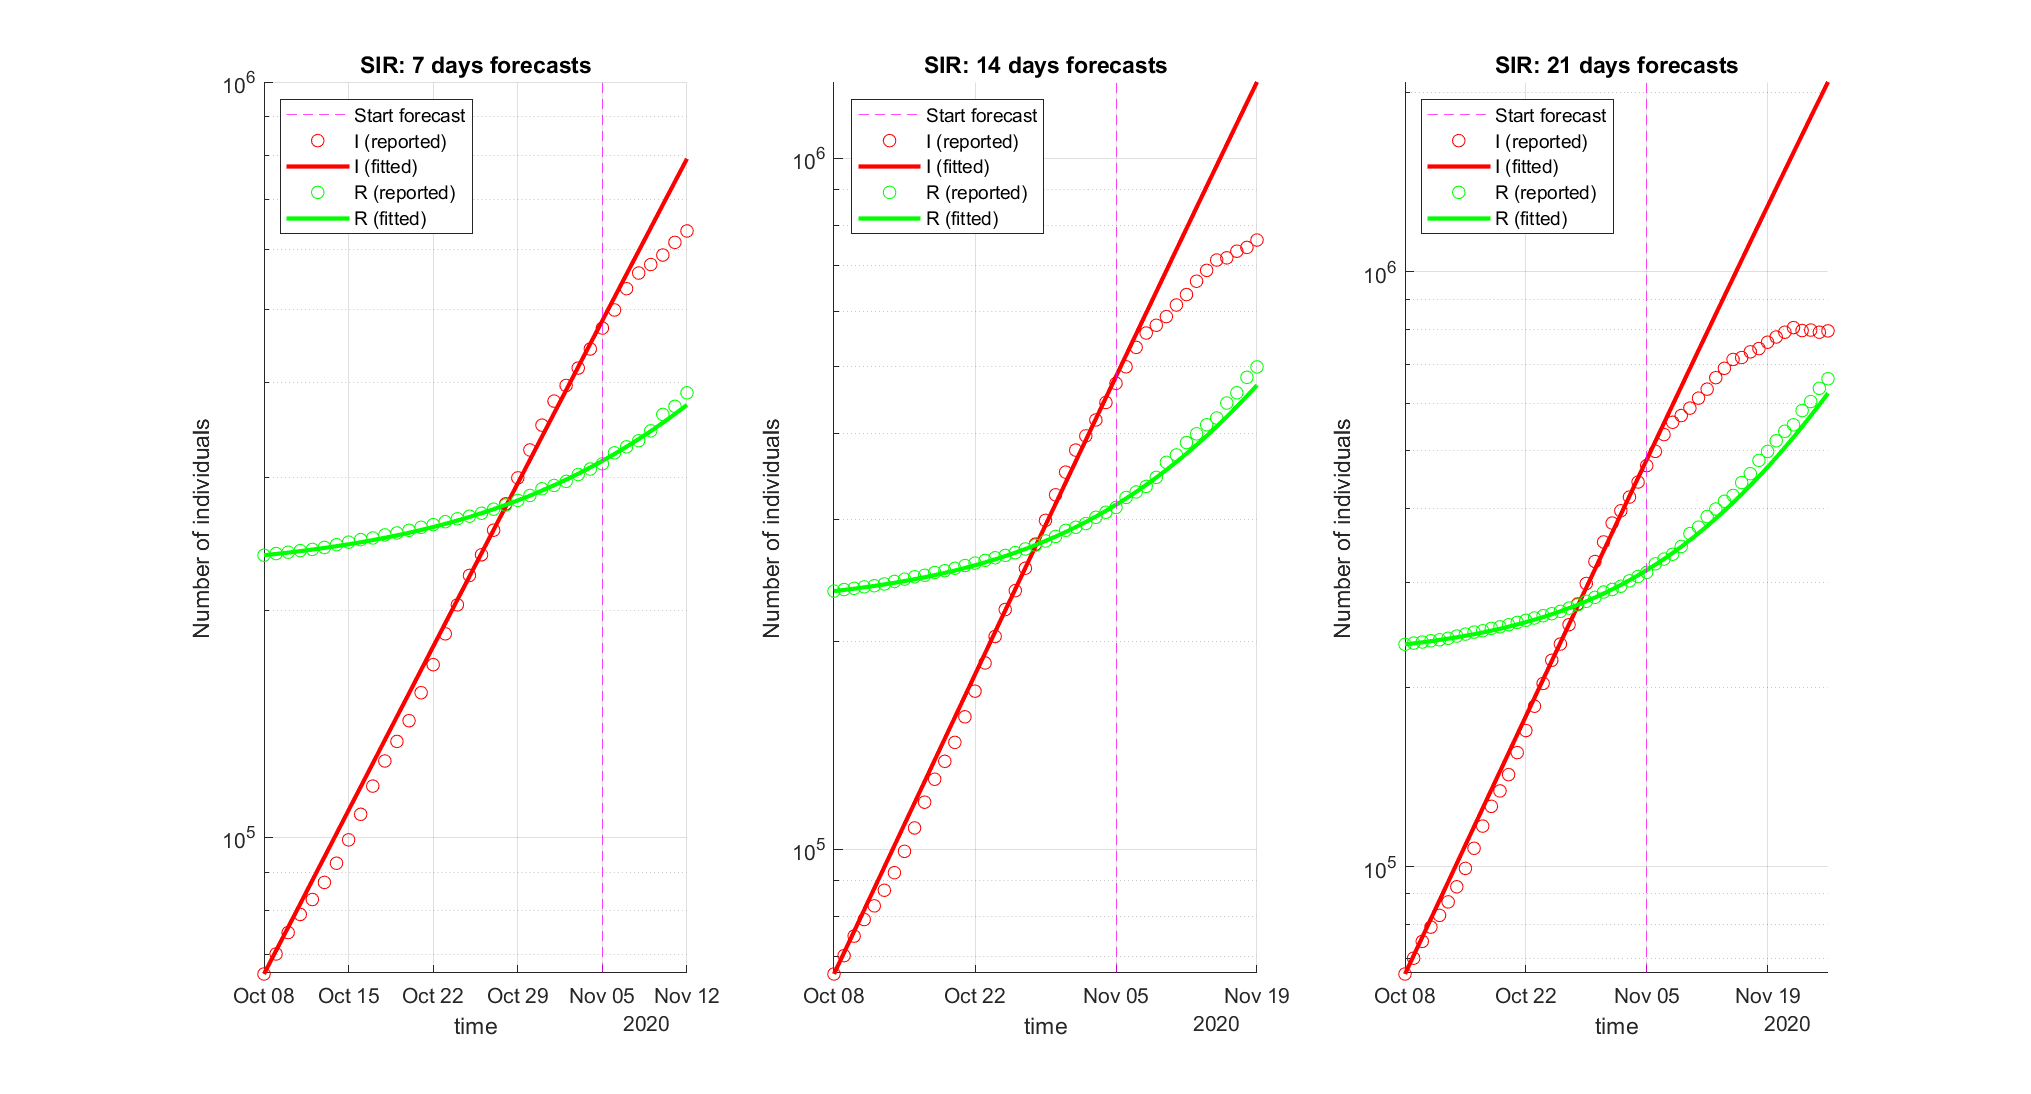 SIR: 7 days forecasts
10^6
Start forecast
I (reported)
I (fitted)
R (reported)
R (fitted)
Number of individuals
10^5
Oct 08 Oct 15 Oct 22 Oct 29 Nov 05 Nov 12
time 2020
SIR: 14 days forecasts
Start forecast
I (reported)
I (fitted)
R (reported)
R (fitted)
10^6
Number of individuals
10^5
Oct 08 Oct 22 Nov 05 Nov 19
time 2020
SIR: 21 days forecasts
Start forecast
I (reported)
I (fitted)
R (reported)
R (fitted)
10^6
Number of individuals
10^5
Oct 08 Oct 22 Nov 05 Nov 19
time 2020